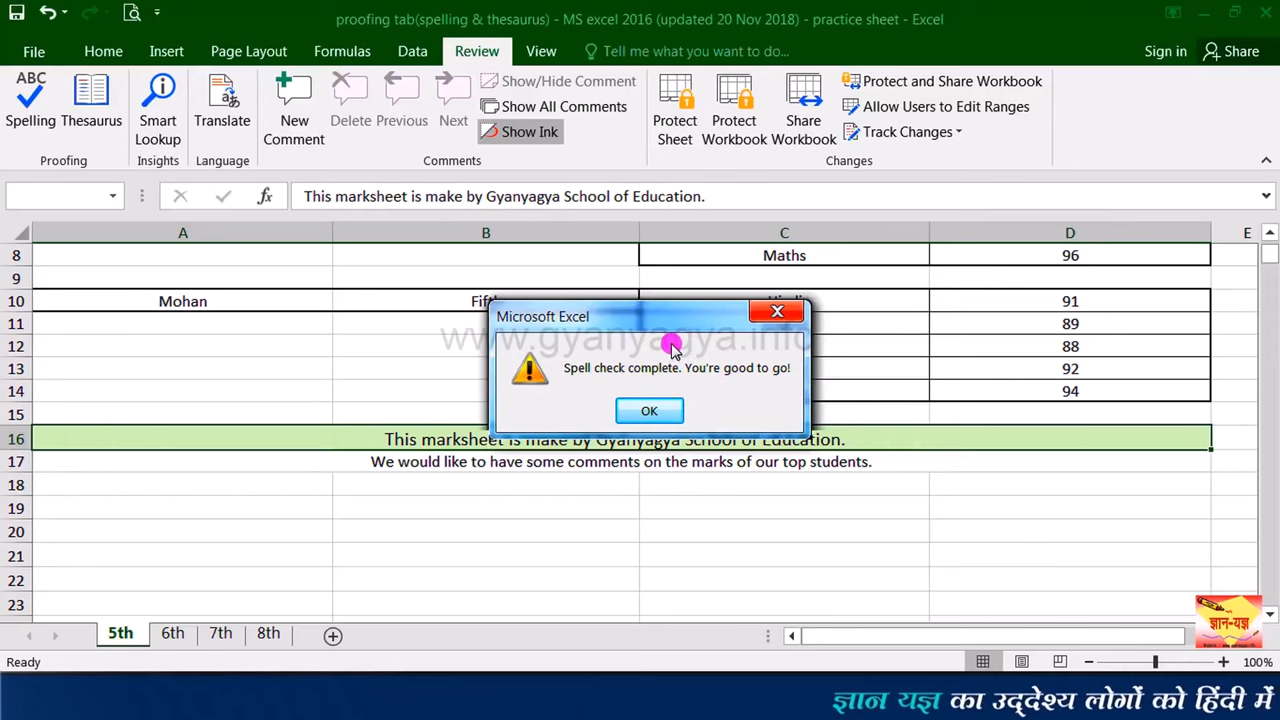 proofing tab(spelling & thesaurus) - MS excel 2016 (updated 20 Nov 2018) - practice sheet - Excel
File Home Insert Page Layout Formulas Data Review View Tell me what you want to do... Sign in Share
ABC
Spelling
Thesaurus
Proofing
Smart
Lookup
Insights
Translate
Language
New
Comment
Delete
Previous
Next
Show/Hide Comment
Show All Comments
Show Ink
Comments
Protect
Sheet
Protect
Workbook
Share
Workbook
Protect and Share Workbook
Allow Users to Edit Ranges
Track Changes
Changes
fx This marksheet is make by Gyanyagya School of Education.
A B C D E
8 Maths 96
9
10 Mohan 91
11 89
12 88
13 92
14 94
15
16 This marksheet is make by Gyanyagya School of Education.
17 We would like to have some comments on the marks of our top students.
18
19
20
21
22
23
www.gyanyagya.info
Microsoft Excel
Spell check complete. You're good to go!
OK
5th 6th 7th 8th
Ready
100%
ज्ञान-यज्ञ
ज्ञान यज्ञ का उद्देश्य लोगों को हिंदी में